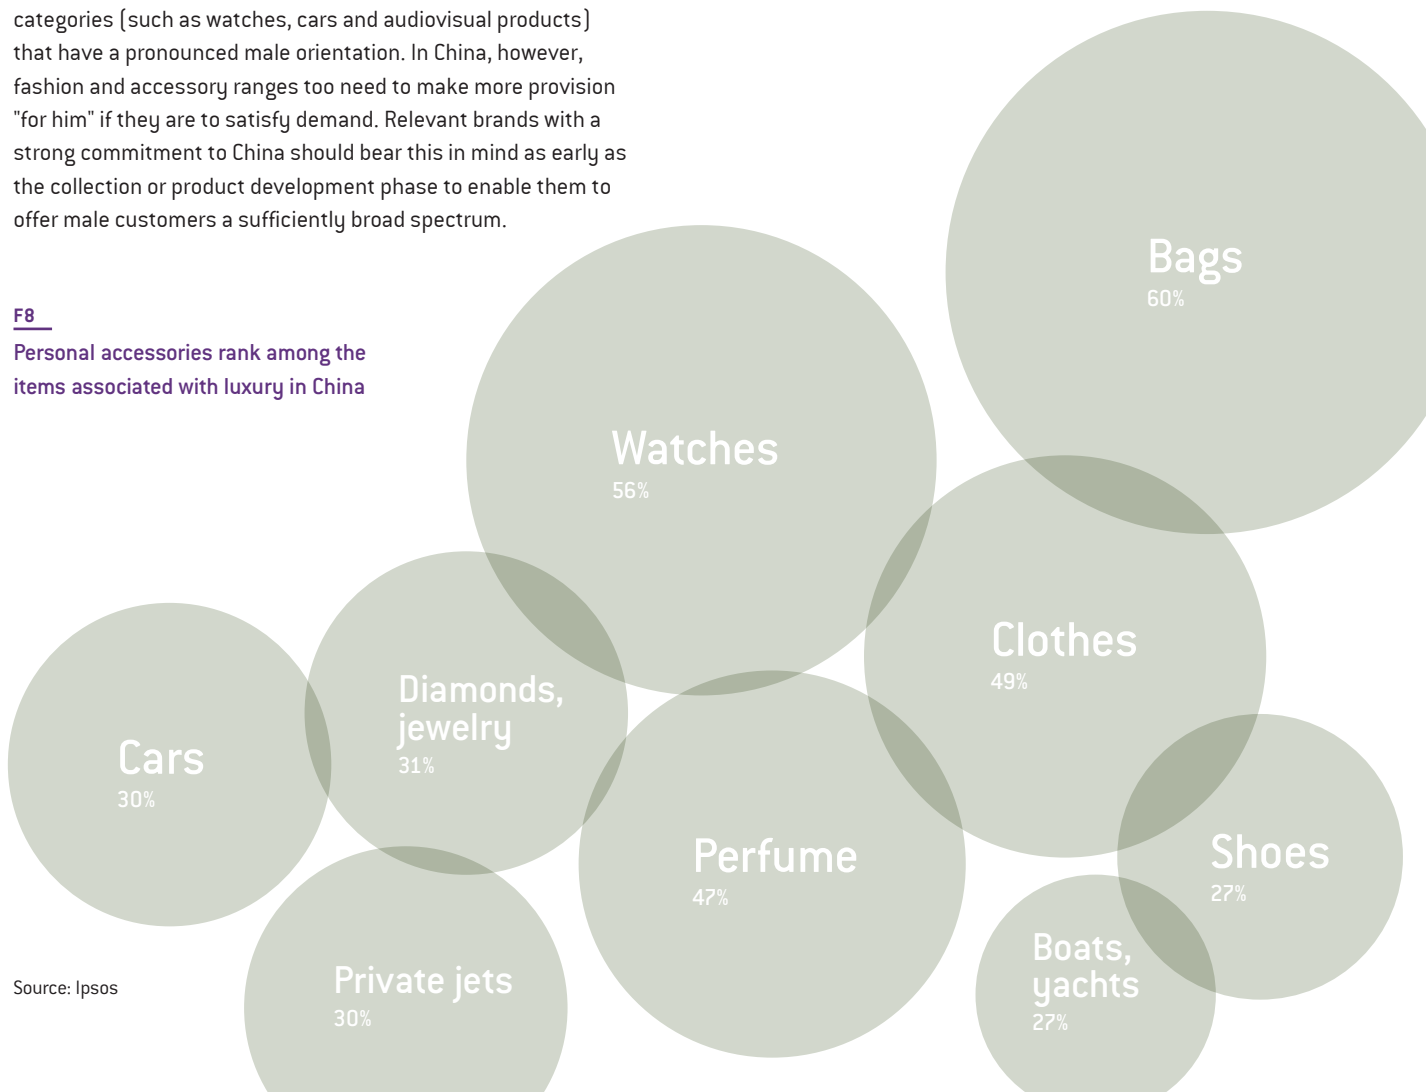 categories (such as watches, cars and audiovisual products)
that have a pronounced male orientation. In China, however,
fashion and accessory ranges too need to make more provision
"for him" if they are to satisfy demand. Relevant brands with a
strong commitment to China should bear this in mind as early as
the collection or product development phase to enable them to
offer male customers a sufficiently broad spectrum.
F8
Personal accessories rank among the
items associated with luxury in China
Bags
60%
Watches
56%
Clothes
49%
Diamonds,
jewelry
31%
Cars
30%
Perfume
47%
Shoes
27%
Boats,
yachts
27%
Private jets
30%
Source: Ipsos